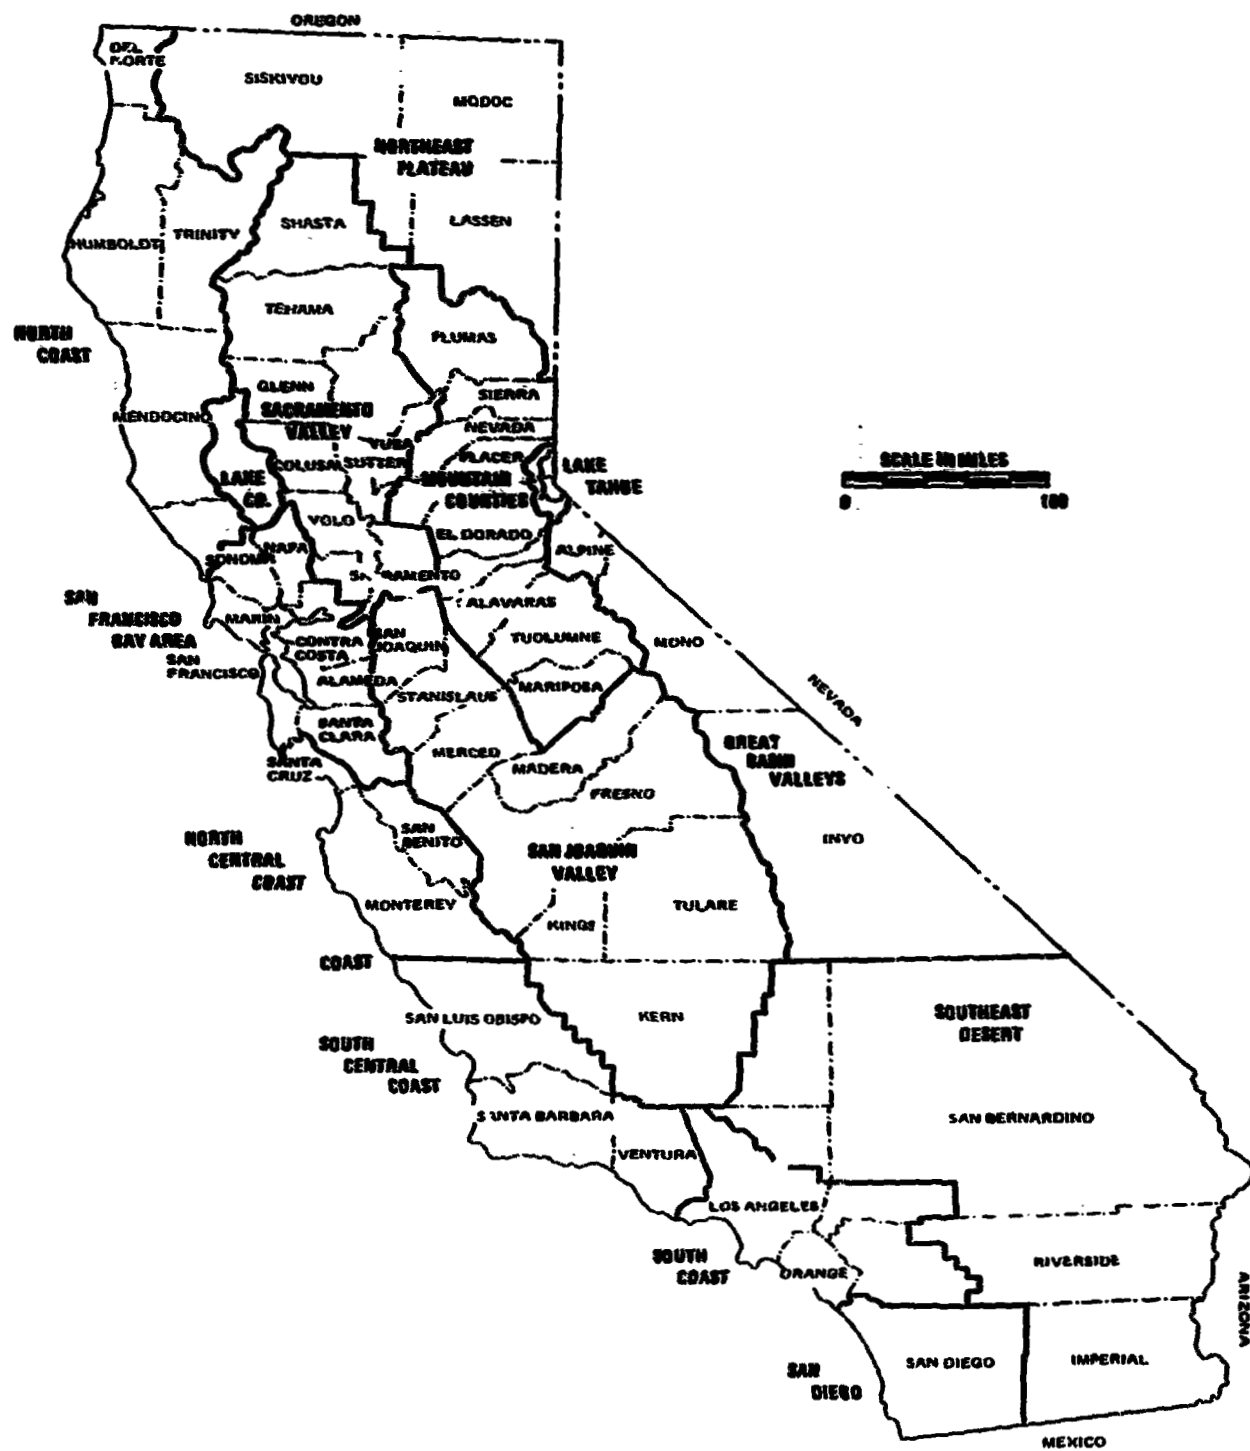 OREGON
DEL
NORTE
SISKIYOU
MODOC
NORTHEAST
PLATEAU
SHASTA
LASSEN
HUMBOLDT
TRINITY
TEHAMA
NORTH
COAST
PLUMAS
GLENN
SIERRA
MENDOCINO
SACRAMENTO
VALLEY
NEVADA
YUBA
PLACER
COLUSA
SUTTER
LAKE
CO.
MOUNTAIN
COUNTIES
LAKE
TAHOE
SCALE IN MILES
0 100
YOLO
EL DORADO
NAPA
SONOMA
ALPINE
SA RAMENTO
ALAVARAS
SAN
FRANCISCO
BAY AREA
MARIN
CONTRA
COSTA
SAN
JOAQUIN
TUOLUMNE
MONO
SAN
FRANCISCO
ALAMEDA
STANISLAUS
MARIPOSA
NEVADA
SANTA
CLARA
MERCED
GREAT
BASIN
VALLEYS
SANTA
CRUZ
MADERA
FRESNO
SAN
BENITO
INYO
NORTH
CENTRAL
COAST
SAN JOAQUIN
VALLEY
MONTEREY
KINGS
TULARE
COAST
SAN LUIS OBISPO
KERN
SOUTHEAST
DESERT
SOUTH
CENTRAL
COAST
SANTA BARBARA
SAN BERNARDINO
VENTURA
LOS ANGELES
SOUTH
COAST
ORANGE
RIVERSIDE
ARIZONA
SAN DIEGO
IMPERIAL
SAN
DIEGO
MEXICO